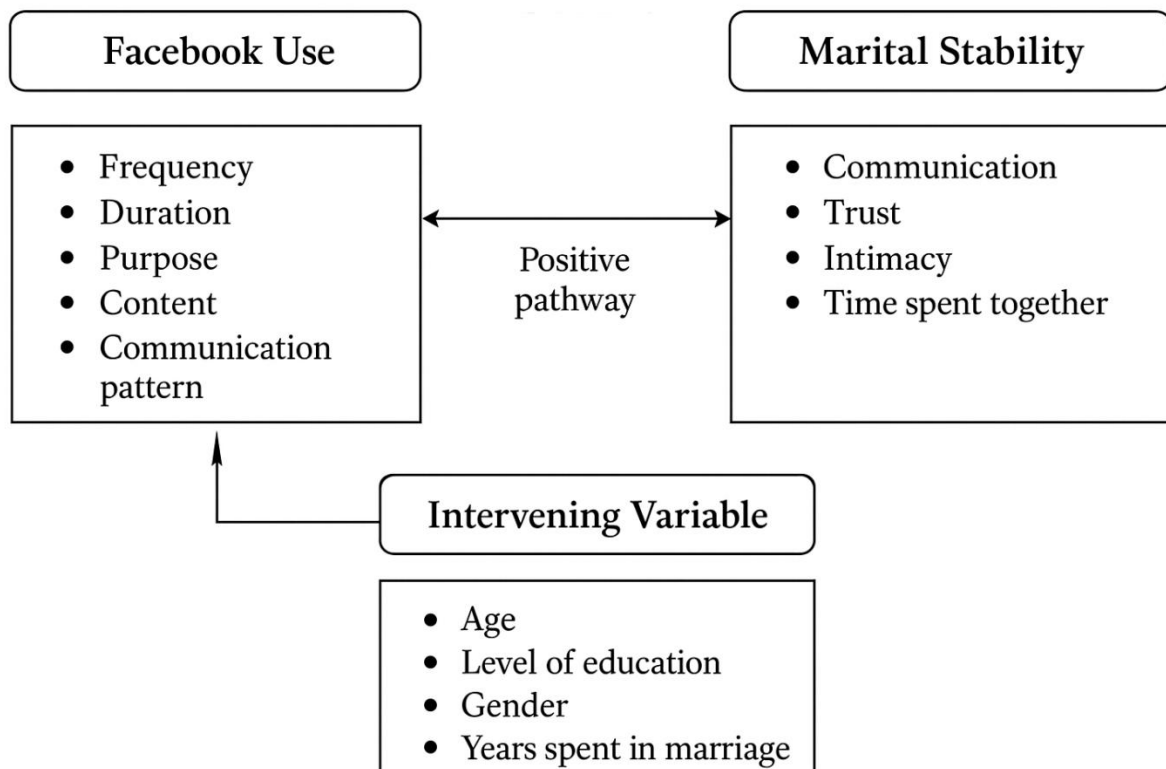 Facebook Use
Marital Stability
• Frequency
• Duration
• Purpose
• Content
• Communication
pattern
Positive
pathway
• Communication
• Trust
• Intimacy
• Time spent together
Intervening Variable
• Age
• Level of education
• Gender
• Years spent in marriage